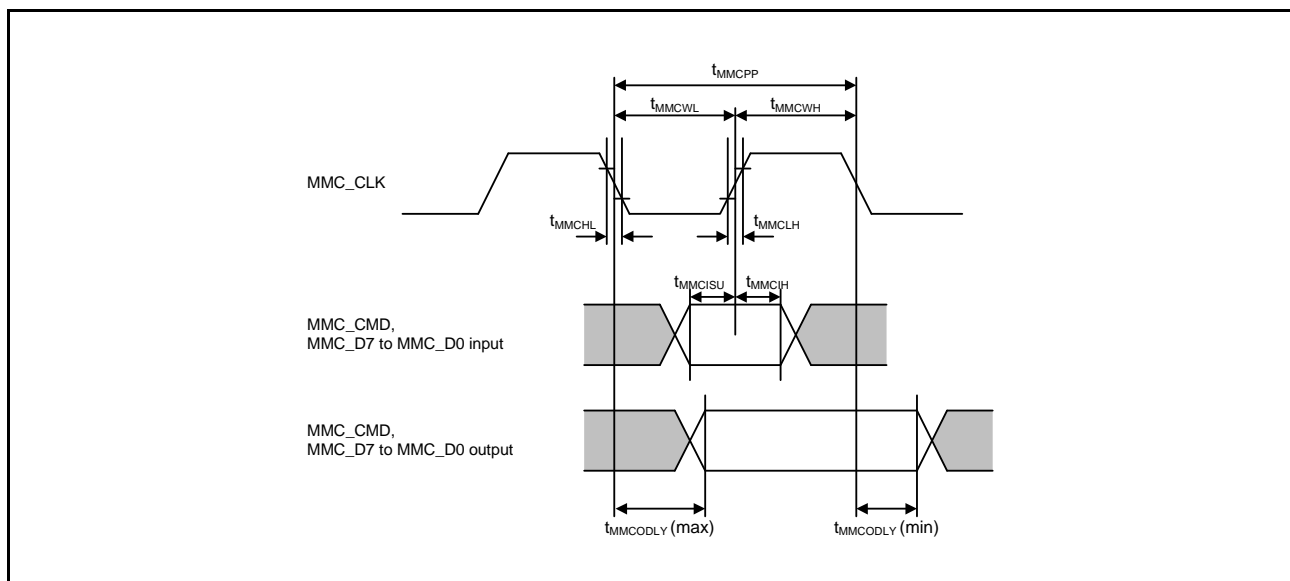 tMMCPP
tMMCWL
tMMCWH
MMC_CLK
tMMCHL
tMMCLH
tMMCISU
tMMCIH
MMC_CMD,
MMC_D7 to MMC_D0 input
MMC_CMD,
MMC_D7 to MMC_D0 output
tMMCODLY (max)
tMMCODLY (min)